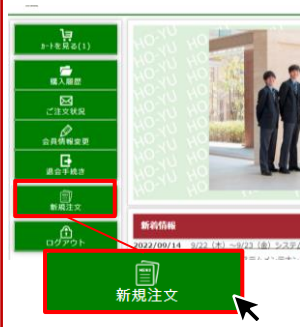 カートを見る(1)
購入履歴
ご注文状況
会員情報変更
退会手続き
新規注文
ログアウト
HO-YU
新着情報
2022/09/14 9/22（木）～9/23（金）システム
新規注文